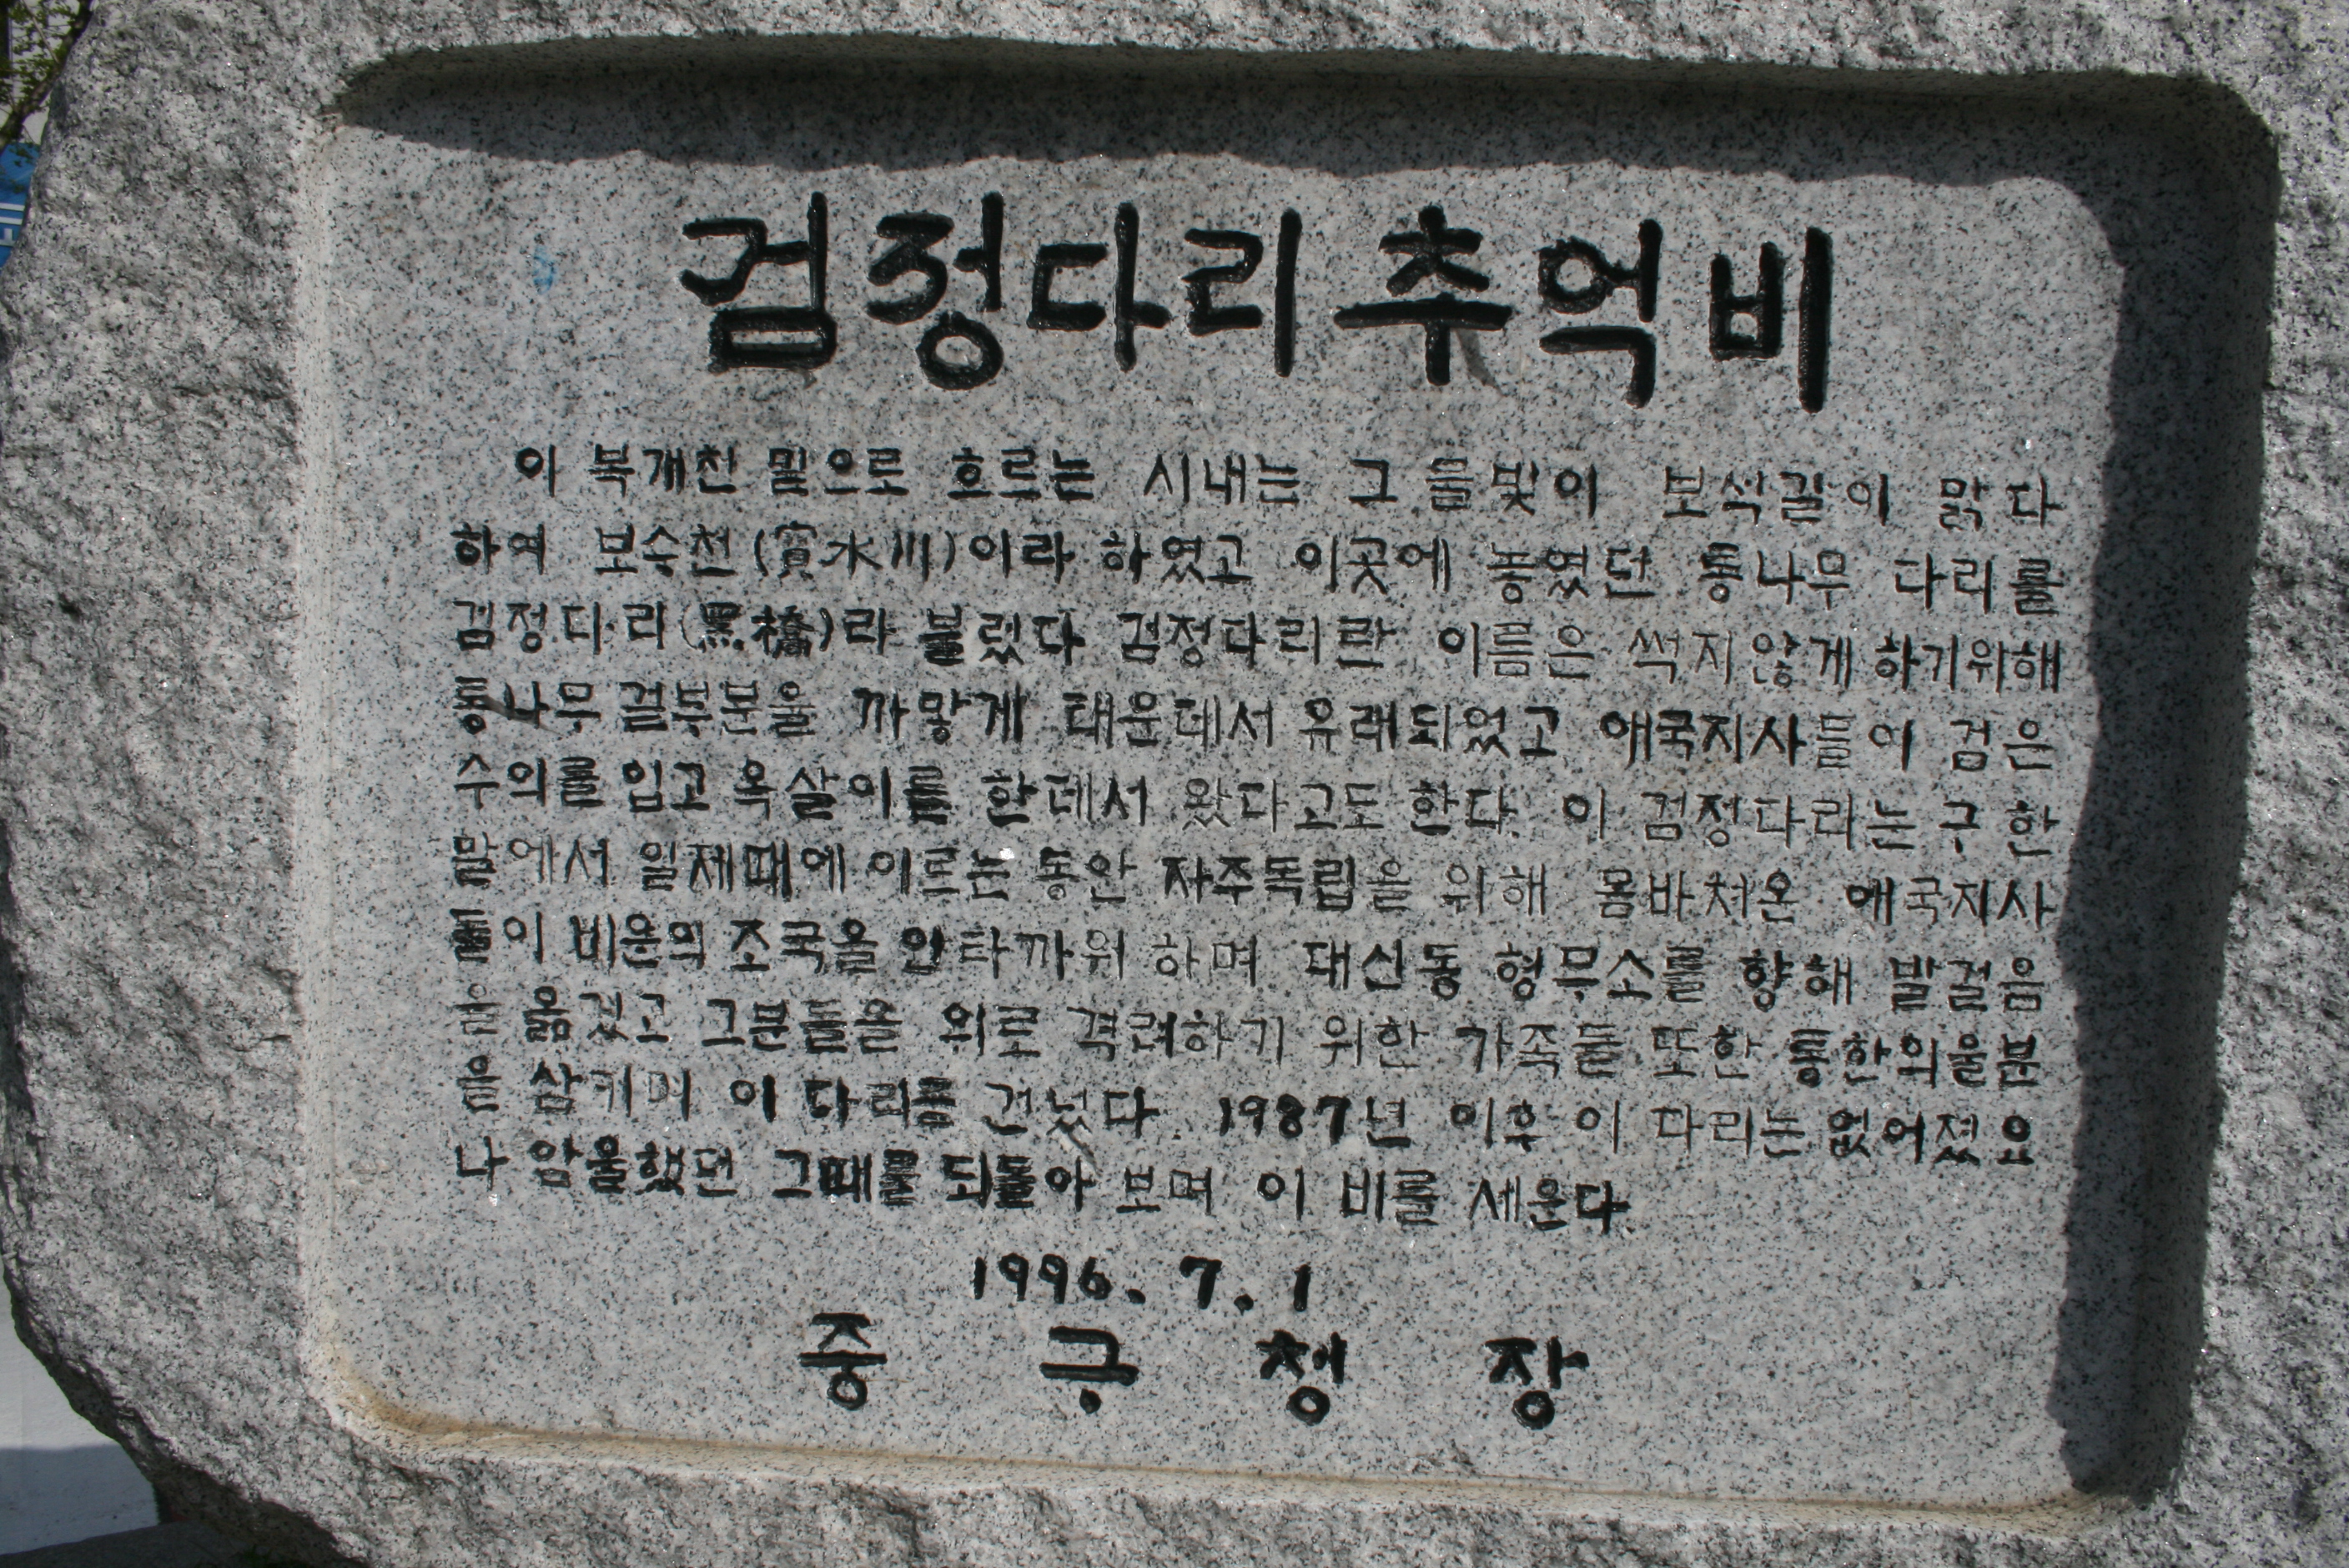 검정다리추억비
이 복개천 밑으로 흐르는 시내는 그 물빛이 보석같이 맑다
하여 보수천(寶水川)이라 하였고 이곳에 놓였던 통나무 다리를
검정다리(黑橋)라 불렀다 검정다리란 이름은 썩지않게 하기위해
통나무 겉부분을 까맣게 태운데서 유래되었고 애국지사들이 검은
수의를 입고 옥살이를 한데서 왔다고도 한다. 이 검정다리는 구 한
말에서 일제때에 이르는 동안 자주독립을 위해 몸바쳐온 애국지사
들이 비운의 조국을 안타까워 하며 대신동 형무소를 향해 발걸음
을 옮겼고 그분들을 위로 격려하기 위한 가족들 또한 통한의울분
을 삼키며 이 다리를 건넜다. 1987년 이후 이 다리는 없어졌으
나 암울했던 그때를 되돌아 보며 이 비를 세운다.
1996. 7. 1
중 구 청 장